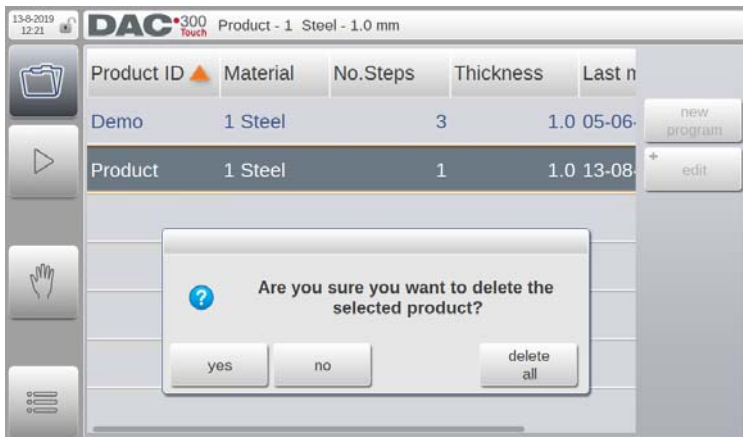 13-8-2019
12:21
DAC 300 Touch Product - 1 Steel - 1.0 mm
Product ID Material No.Steps Thickness Last m
Demo 1 Steel 3 1.0 05-06-
Product 1 Steel 1 1.0 13-08-
new
program
+
edit
Are you sure you want to delete the
selected product?
yes no delete
all